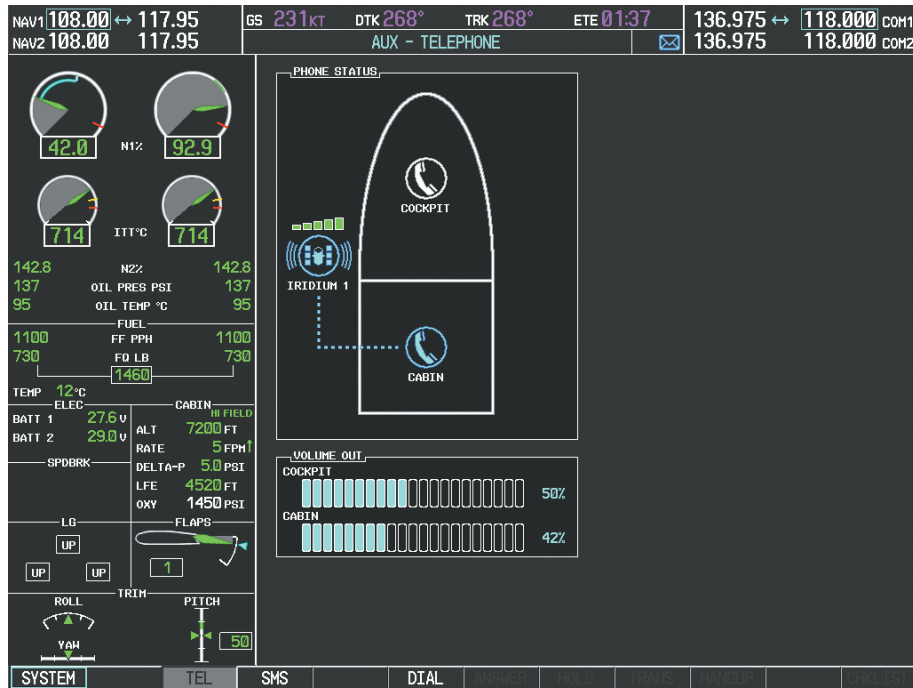 NAV1 108.00 ↔ 117.95 GS 231KT DTK 268° TRK 268° ETE 01:37 136.975 ↔ 118.000 COM1
NAV2 108.00 117.95 AUX – TELEPHONE 136.975 118.000 COM2
42.0 N1% 92.9
714 ITT°C 714
142.8 N2% 142.8
137 OIL PRES PSI 137
95 OIL TEMP °C 95
FUEL
1100 FF PPH 1100
730 FQ LB 730
1460
TEMP 12°C
ELEC
BATT 1 27.6 V
BATT 2 29.0 V
CABIN
HI FIELD
ALT 7200 FT
RATE 5 FPM↑
DELTA-P 5.0 PSI
LFE 4520 FT
OXY 1450 PSI
SPDBRK
LG
UP
UP UP
FLAPS
1
TRIM
ROLL PITCH
YAW 50
PHONE STATUS
COCKPIT
IRIDIUM 1
CABIN
VOLUME OUT
COCKPIT
50%
CABIN
42%
SYSTEM TEL SMS DIAL ANSWER HOLD TRANS HANGUP CHKLIST